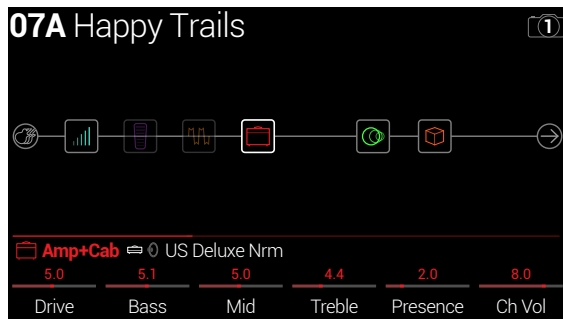 07A Happy Trails
1
Amp+Cab US Deluxe Nrm
5.0 5.1 5.0 4.4 2.0 8.0
Drive Bass Mid Treble Presence Ch Vol